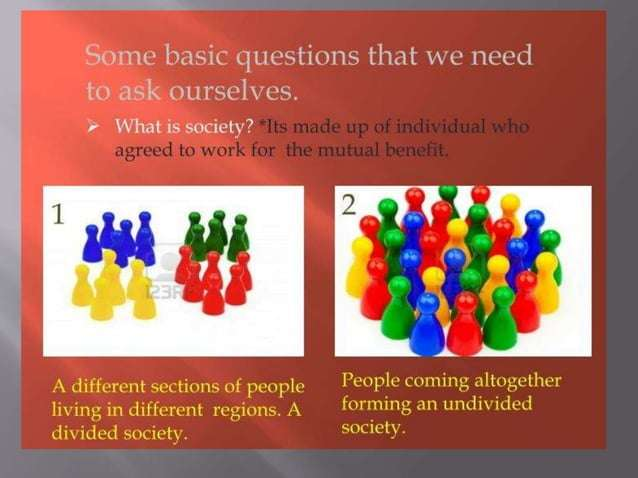 Some basic questions that we need
to ask ourselves.
➢ What is society? *Its made up of individual who
agreed to work for the mutual benefit.
1
2
123RF
A different sections of people
living in different regions. A
divided society.
People coming altogether
forming an undivided
society.